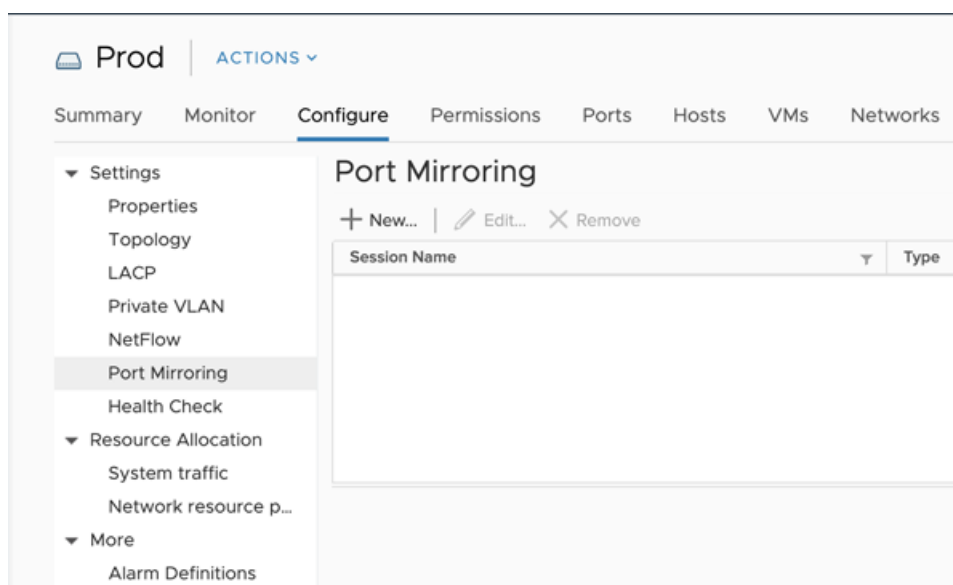 Prod ACTIONS
Summary Monitor Configure Permissions Ports Hosts VMs Networks
Settings
Properties
Topology
LACP
Private VLAN
NetFlow
Port Mirroring
Health Check
Resource Allocation
System traffic
Network resource p...
More
Alarm Definitions
Port Mirroring
New... Edit... Remove
Session Name Type